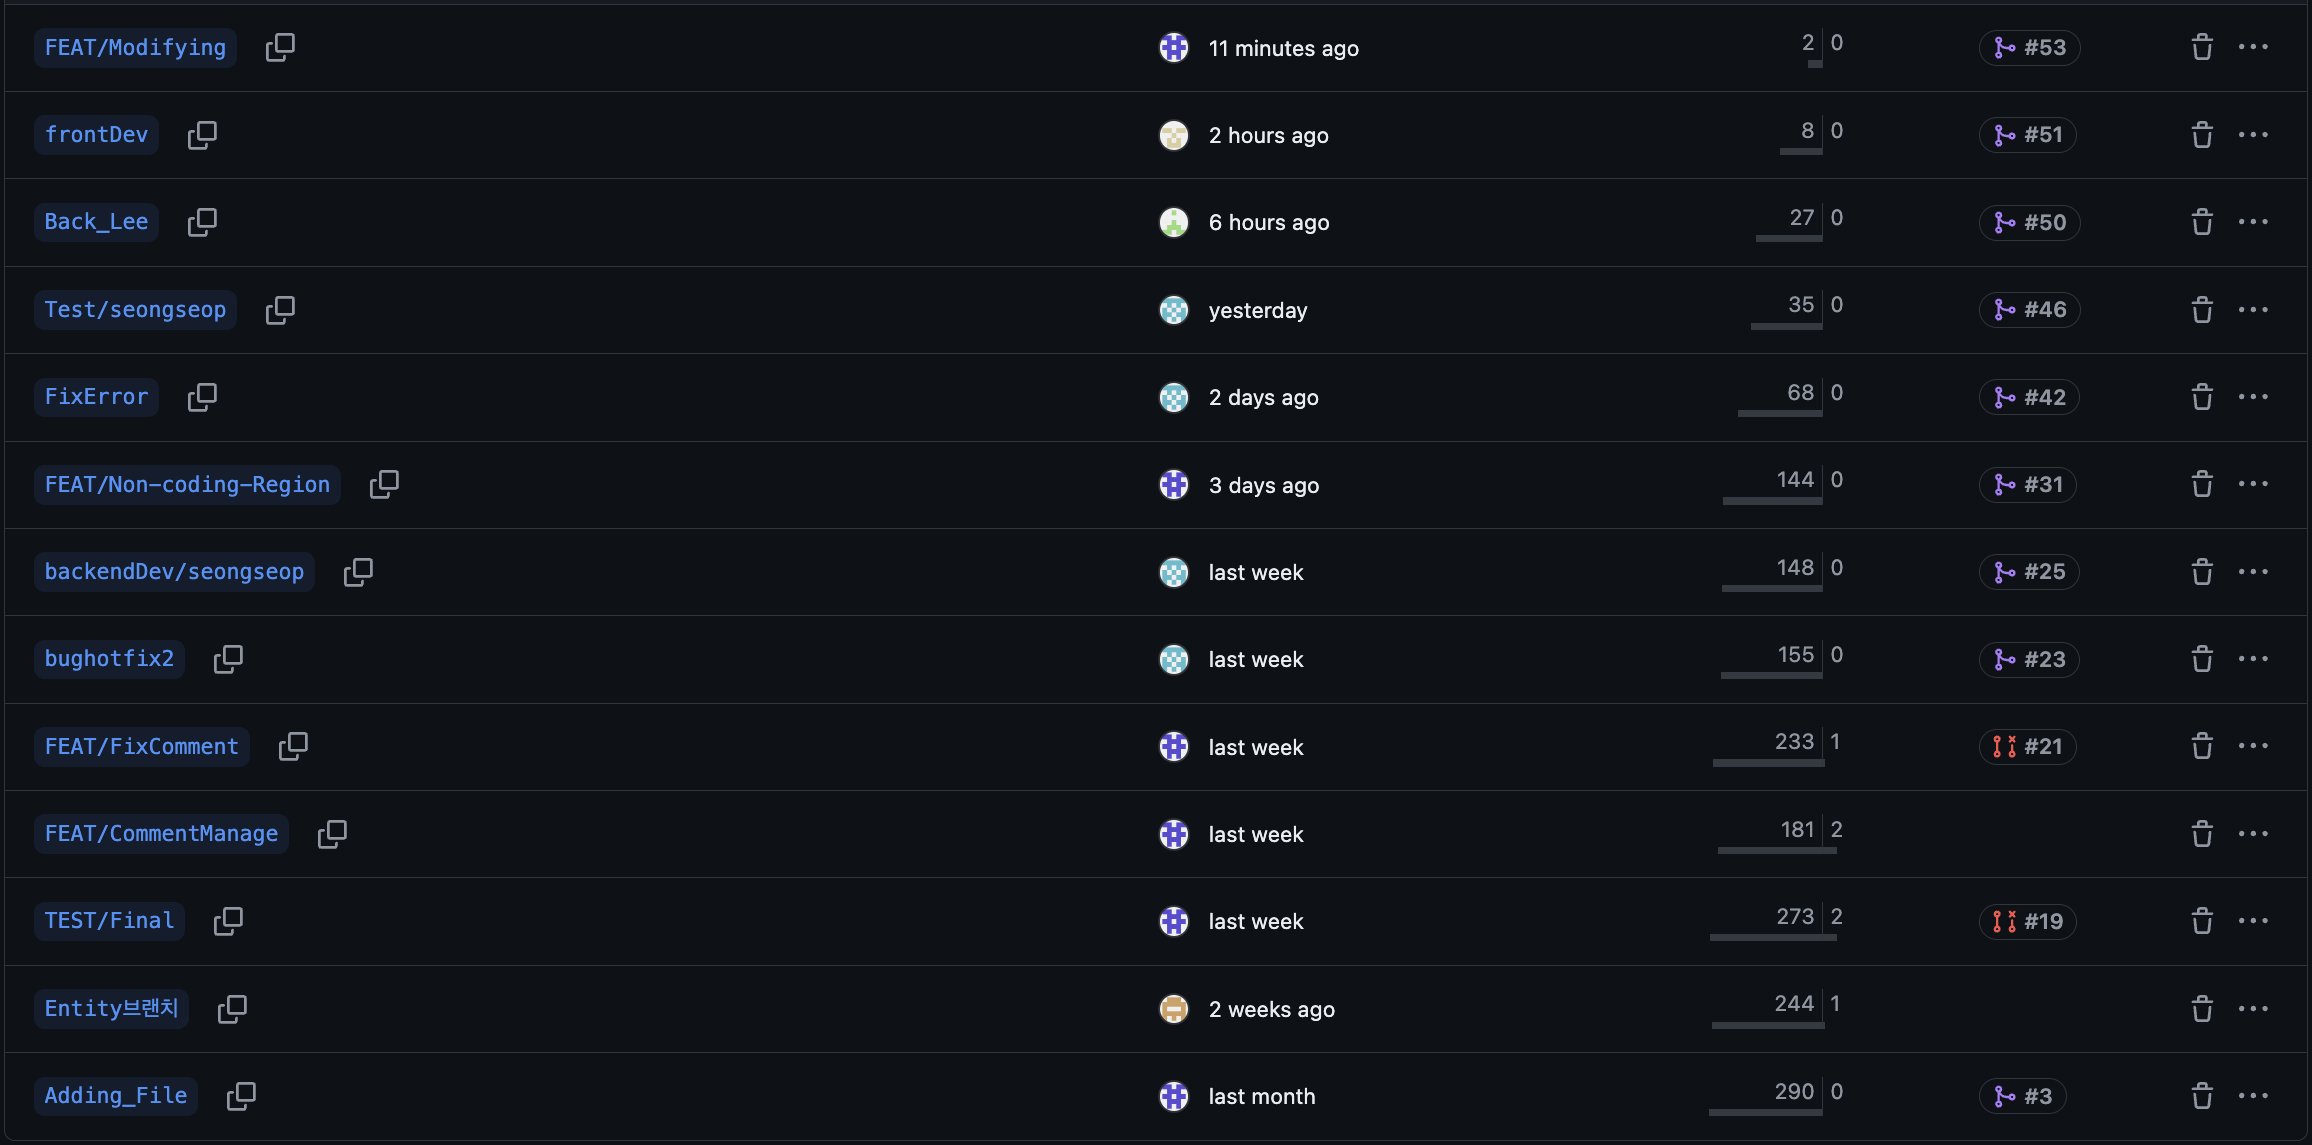 FEAT/Modifying 11 minutes ago 2 0 #53
frontDev 2 hours ago 8 0 #51
Back_Lee 6 hours ago 27 0 #50
Test/seongseop yesterday 35 0 #46
FixError 2 days ago 68 0 #42
FEAT/Non-coding-Region 3 days ago 144 0 #31
backendDev/seongseop last week 148 0 #25
bughotfix2 last week 155 0 #23
FEAT/FixComment last week 233 1 #21
FEAT/CommentManage last week 181 2
TEST/Final last week 273 2 #19
Entity브랜치 2 weeks ago 244 1
Adding_File last month 290 0 #3